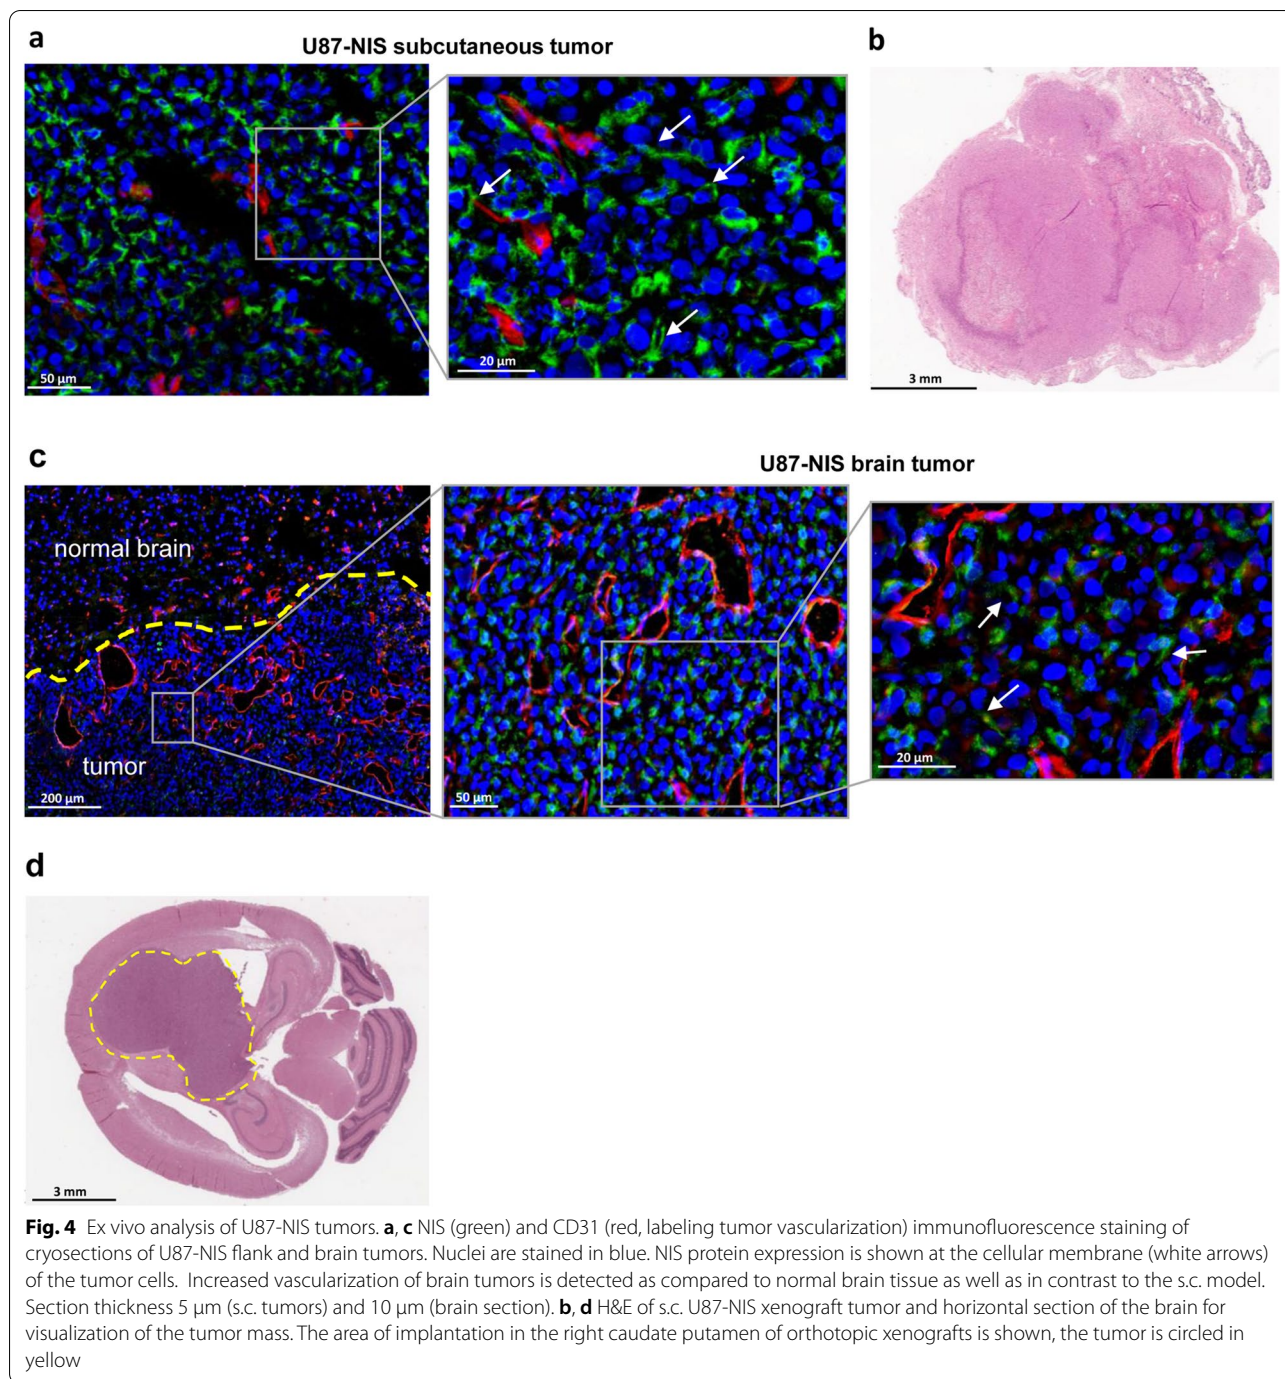 a
U87-NIS subcutaneous tumor
b
50 µm
20 µm
3 mm
c
U87-NIS brain tumor
normal brain
tumor
200 µm
50 µm
20 µm
d
3 mm
Fig. 4 Ex vivo analysis of U87-NIS tumors. a, c NIS (green) and CD31 (red, labeling tumor vascularization) immunofluorescence staining of
cryosections of U87-NIS flank and brain tumors. Nuclei are stained in blue. NIS protein expression is shown at the cellular membrane (white arrows)
of the tumor cells. Increased vascularization of brain tumors is detected as compared to normal brain tissue as well as in contrast to the s.c. model.
Section thickness 5 µm (s.c. tumors) and 10 µm (brain section). b, d H&E of s.c. U87-NIS xenograft tumor and horizontal section of the brain for
visualization of the tumor mass. The area of implantation in the right caudate putamen of orthotopic xenografts is shown, the tumor is circled in
yellow